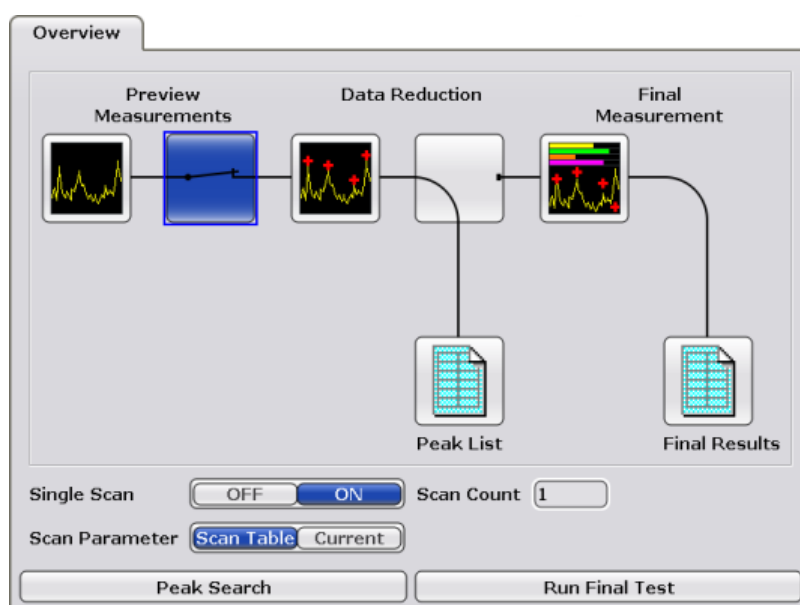 Overview
Preview Measurements
Data Reduction
Final Measurement
Peak List
Final Results
Single Scan
OFF
ON
Scan Count
1
Scan Parameter
Scan Table
Current
Peak Search
Run Final Test